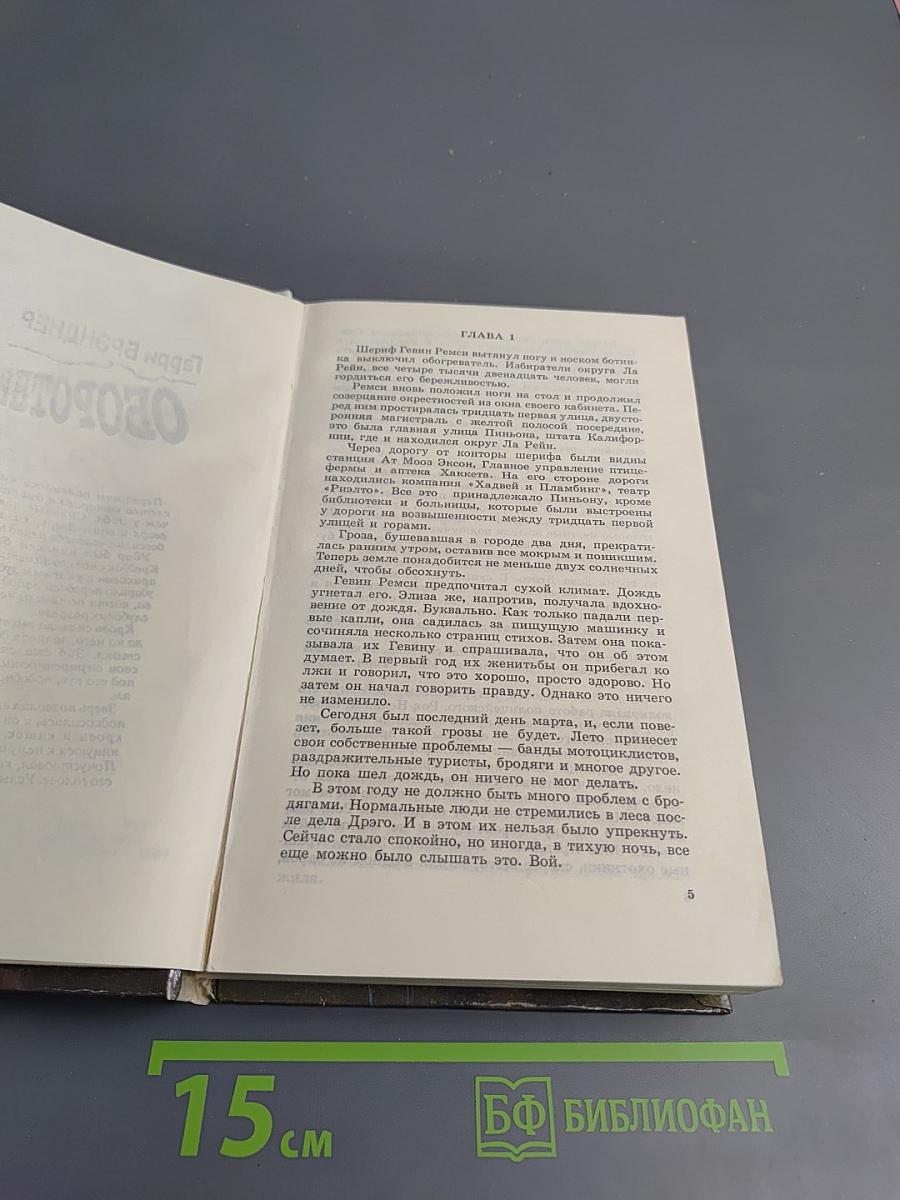 Гарри БРЭНДНЕР
ГЛАВА 1
Шериф Гевин Ремси вытянул ногу и носком ботин-
ка выключил обогреватель. Избиратели округа Ла
Рейн, все четыре тысячи двенадцать человек, могли
гордиться его бережливостью.
Ремси вновь положил ноги на стол и продолжил
созерцание окрестностей из окна своего кабинета. Пе-
ред ним простиралась тридцать первая улица, двусто-
ронняя магистраль с желтой полосой посередине,
это была главная улица Пиньона, штата Калифор-
нии, где и находился округ Ла Рейн.
Через дорогу от конторы шерифа были видны
станция Ат Мооз Эксон, Главное управление птице-
фермы и аптека Хаккета. На его стороне дороги
находились компания «Хадвей и Пламбинг», театр
«Риэлто». Все это принадлежало Пиньону, кроме
библиотеки и больницы, которые были выстроены
у дороги на возвышенности между тридцать первой
улицей и горами.
Гроза, бушевавшая в городе два дня, прекрати-
лась ранним утром, оставив все мокрым и поникшим.
Теперь земле понадобится не меньше двух солнечных
дней, чтобы обсохнуть.
Гевин Ремси предпочитал сухой климат. Дождь
угнетал его. Элиза же, напротив, получала вдохно-
вение от дождя. Буквально. Как только падали пер-
вые капли, она садилась за пищущую машинку и
сочиняла несколько страниц стихов. Затем она пока-
зывала их Гевину и спрашивала, что он об этом
думает. В первый год их женитьбы он прибегал ко
лжи и говорил, что это хорошо, просто здорово. Но
затем он начал говорить правду. Однако это ничего
не изменило.
Сегодня был последний день марта, и, если пове-
зет, больше такой грозы не будет. Лето принесет
свои собственные проблемы — банды мотоциклистов,
раздражительные туристы, бродяги и многое другое.
Но пока шел дождь, он ничего не мог делать.
В этом году не должно быть много проблем с бро-
дягами. Нормальные люди не стремились в леса пос-
ле дела Дрэго. И в этом их нельзя было упрекнуть.
Сейчас стало спокойно, но иногда, в тихую ночь, все
еще можно было слышать это. Вой.
5
15 см
БФ БИБЛИОФАН